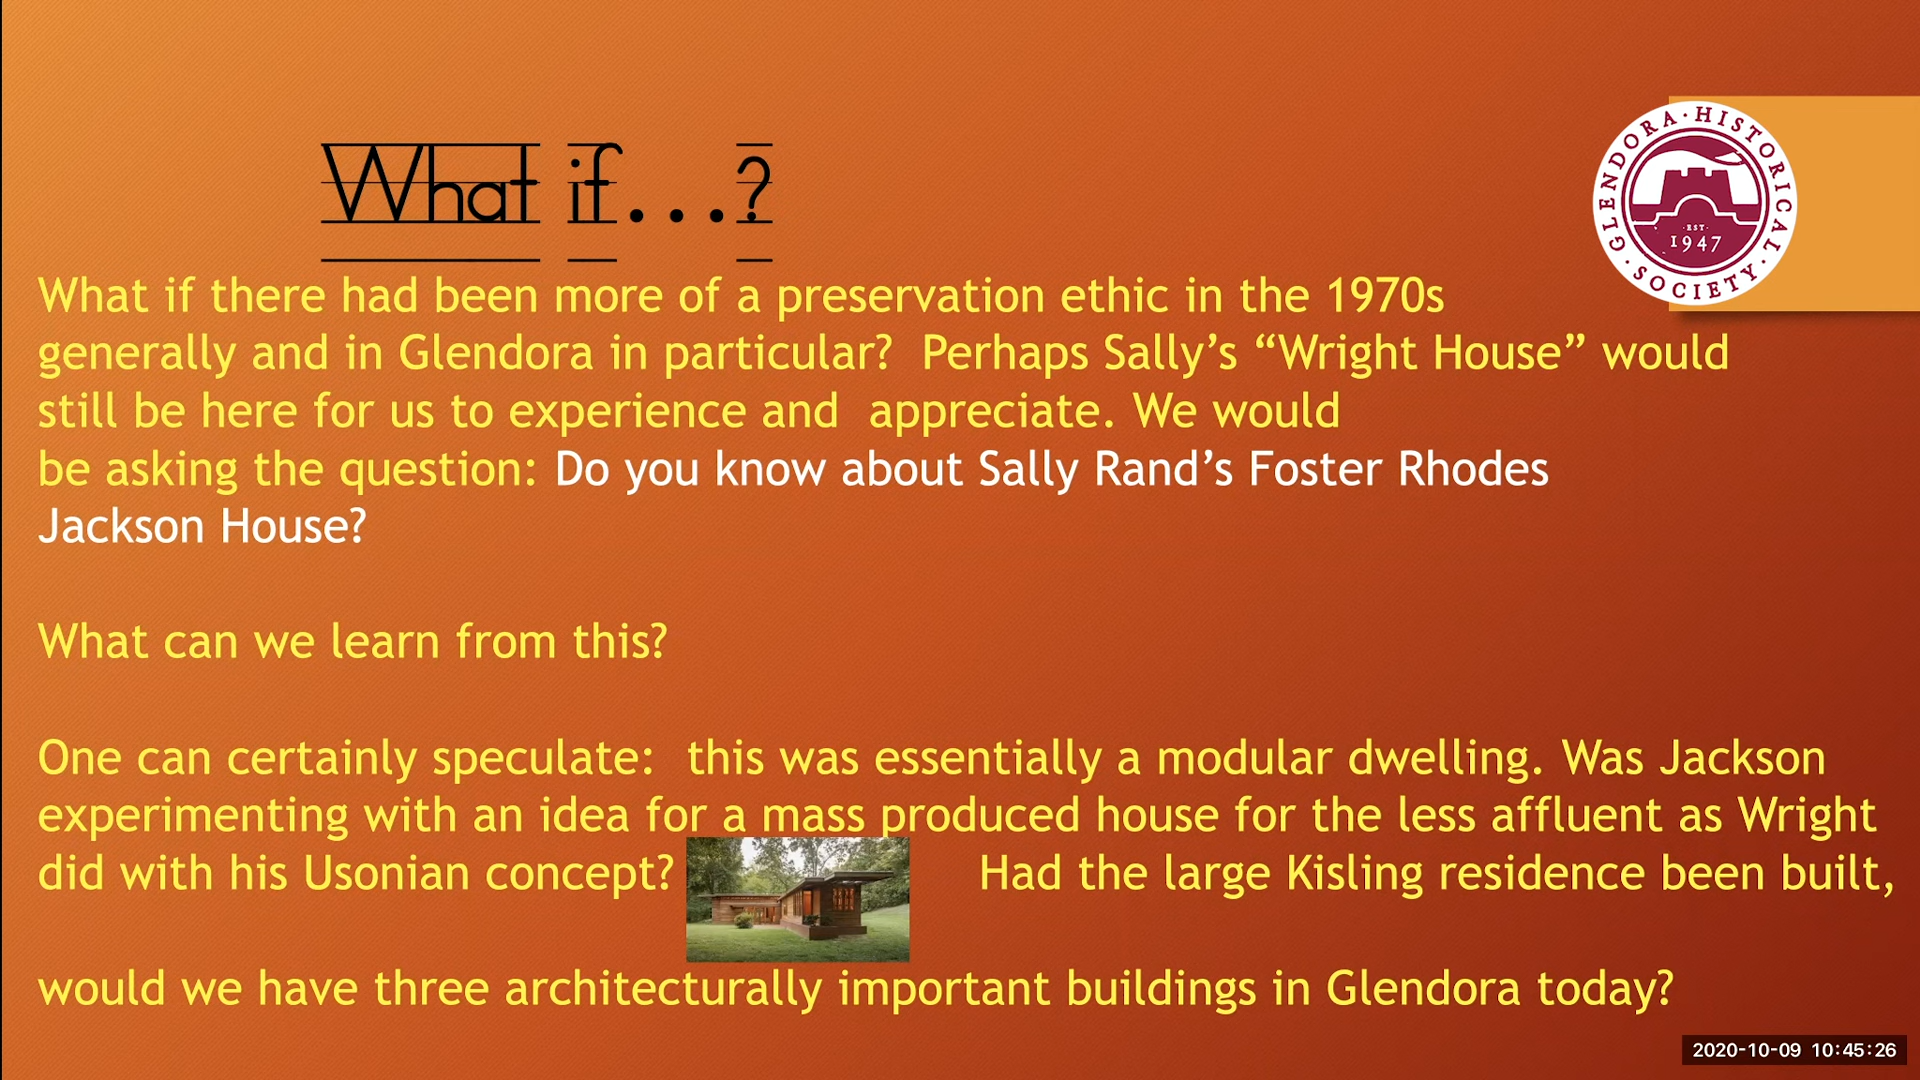 What if...?
GLENDORA · HISTORICAL · SOCIETY ·
· EST ·
1947
What if there had been more of a preservation ethic in the 1970s
generally and in Glendora in particular?  Perhaps Sally’s “Wright House” would
still be here for us to experience and  appreciate. We would
be asking the question: Do you know about Sally Rand’s Foster Rhodes
Jackson House?
What can we learn from this?
One can certainly speculate:  this was essentially a modular dwelling. Was Jackson
experimenting with an idea for a mass produced house for the less affluent as Wright
did with his Usonian concept? Had the large Kisling residence been built,
would we have three architecturally important buildings in Glendora today?
2020-10-09 10:45:26